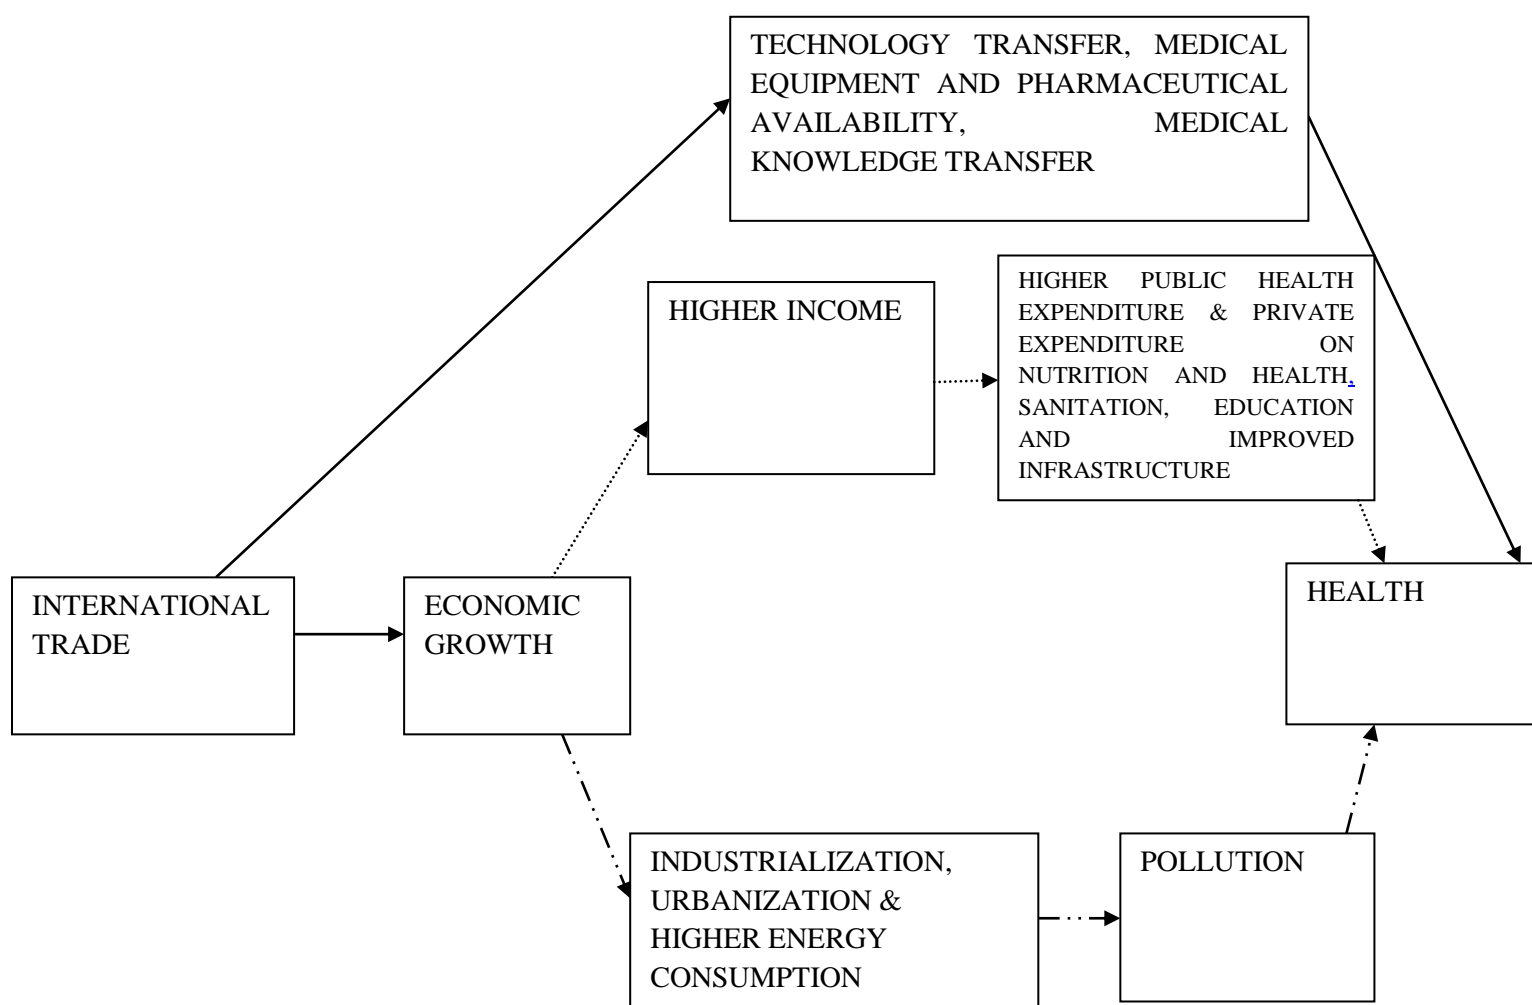 TECHNOLOGY TRANSFER, MEDICAL
EQUIPMENT AND PHARMACEUTICAL
AVAILABILITY, MEDICAL
KNOWLEDGE TRANSFER
HIGHER INCOME
HIGHER PUBLIC HEALTH
EXPENDITURE & PRIVATE
EXPENDITURE ON
NUTRITION AND HEALTH,
SANITATION, EDUCATION
AND IMPROVED
INFRASTRUCTURE
INTERNATIONAL
TRADE
ECONOMIC
GROWTH
HEALTH
INDUSTRIALIZATION,
URBANIZATION &
HIGHER ENERGY
CONSUMPTION
POLLUTION